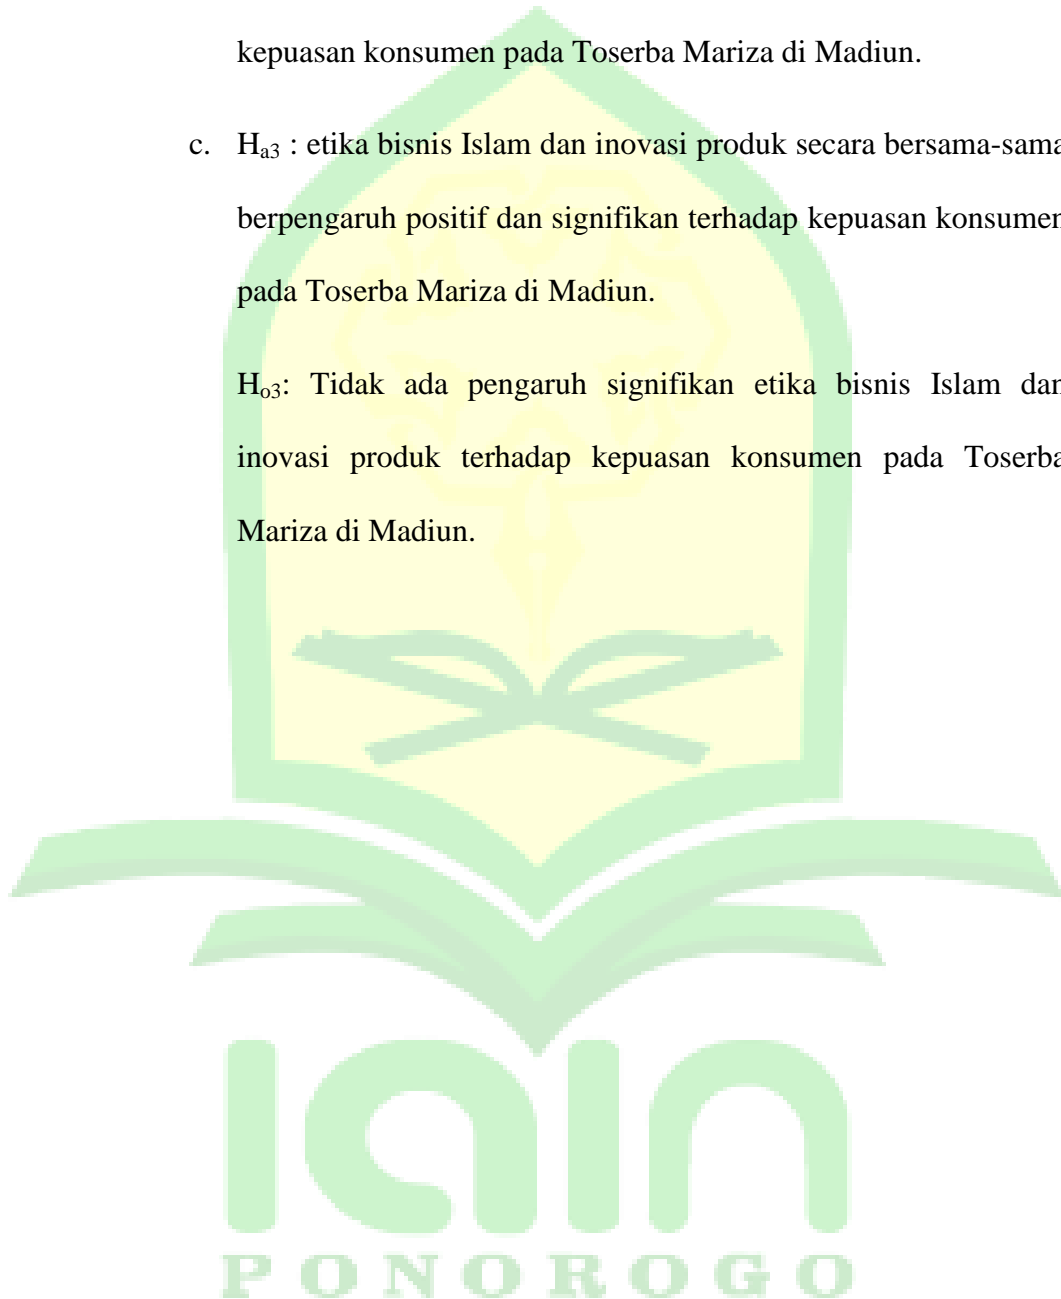 kepuasan konsumen pada Toserba Mariza di Madiun.
c. Ha3 : etika bisnis Islam dan inovasi produk secara bersama-sama
berpengaruh positif dan signifikan terhadap kepuasan konsumen
pada Toserba Mariza di Madiun.
Ho3: Tidak ada pengaruh signifikan etika bisnis Islam dan
inovasi produk terhadap kepuasan konsumen pada Toserba
Mariza di Madiun.
IAIN
PONOROGO